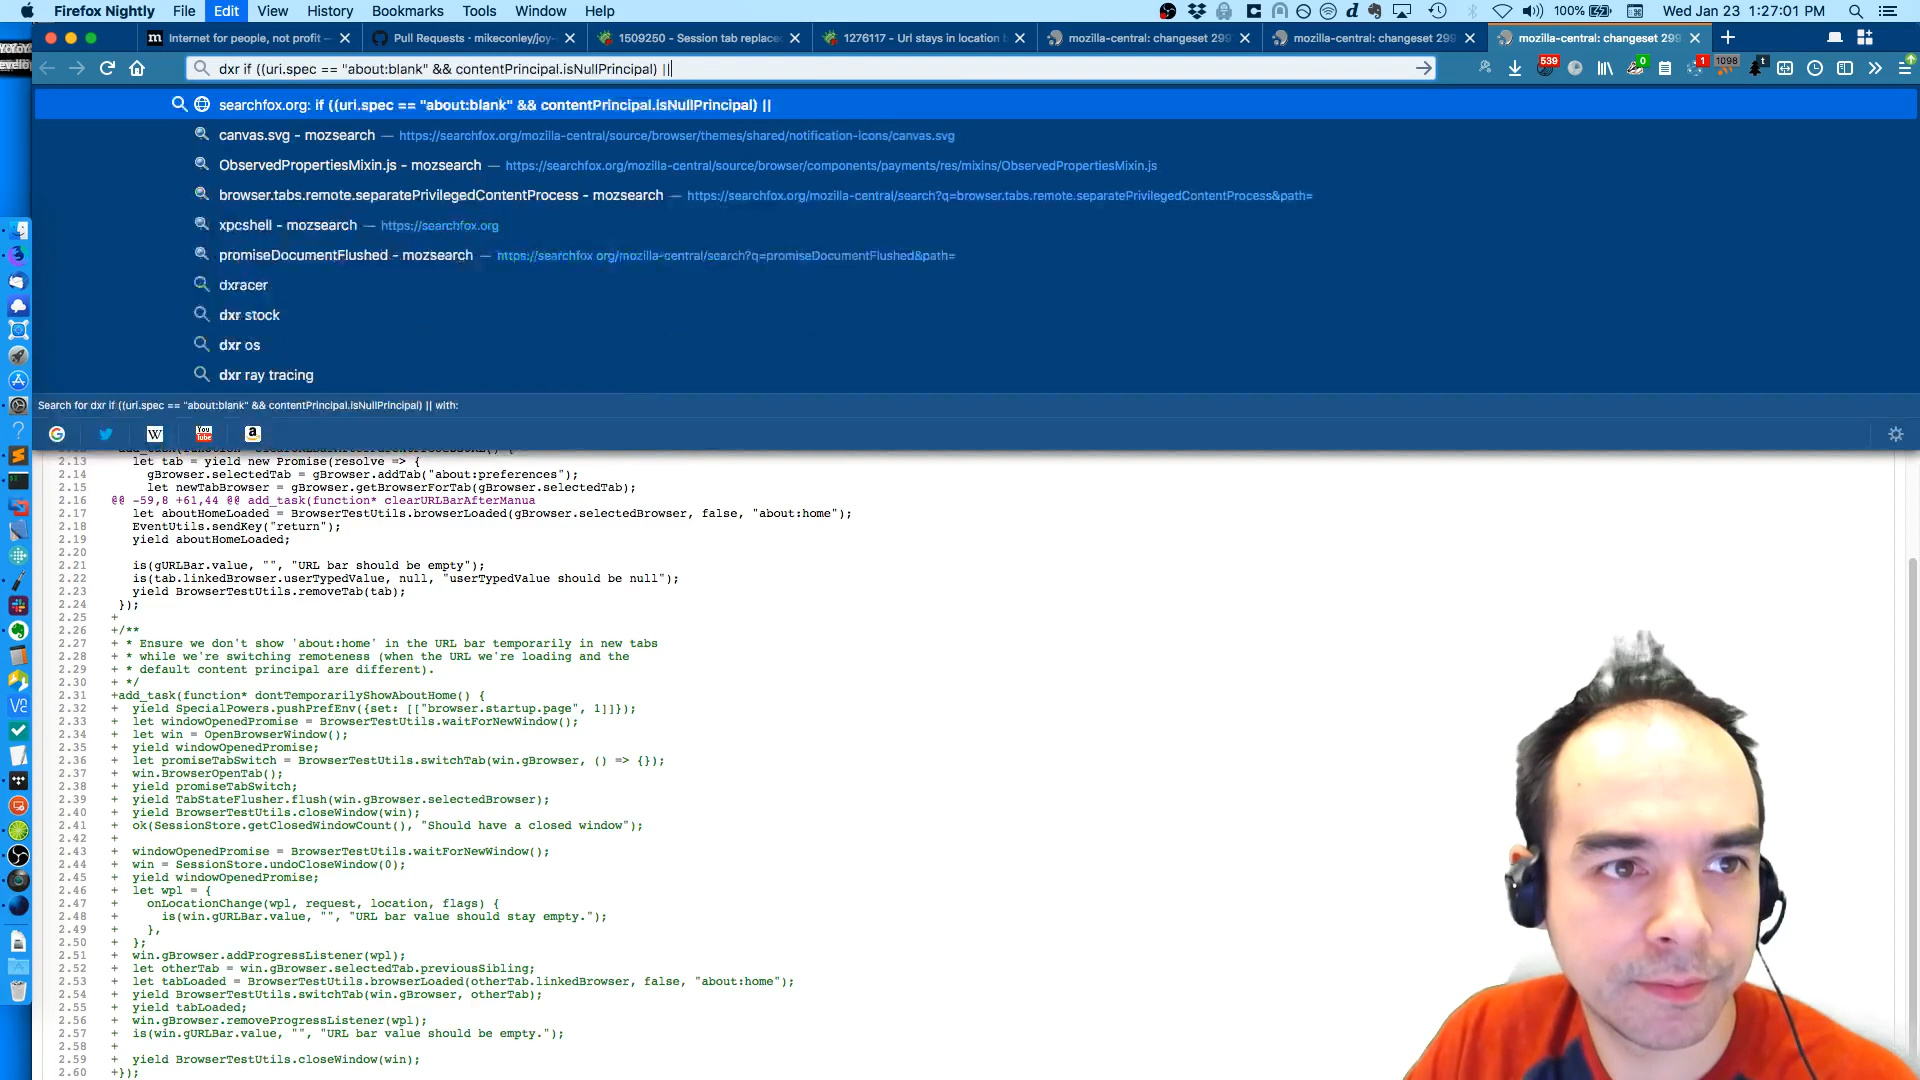 Firefox Nightly File Edit View History Bookmarks Tools Window Help 100% Wed Jan 23 1:27:01 PM
Internet for people, not profit —
Pull Requests · mikeconley/joy-
1509250 - Session tab replace
1276117 - Url stays in location b
mozilla-central: changeset 299
mozilla-central: changeset 299
mozilla-central: changeset 299
dxr if ((uri.spec == "about:blank" && contentPrincipal.isNullPrincipal) ||
539 0 1 1098
searchfox.org: if ((uri.spec == "about:blank" && contentPrincipal.isNullPrincipal) ||
canvas.svg - mozsearch — https://searchfox.org/mozilla-central/source/browser/themes/shared/notification-icons/canvas.svg
ObservedPropertiesMixin.js - mozsearch — https://searchfox.org/mozilla-central/source/browser/components/payments/res/mixins/ObservedPropertiesMixin.js
browser.tabs.remote.separatePrivilegedContentProcess - mozsearch — https://searchfox.org/mozilla-central/search?q=browser.tabs.remote.separatePrivilegedContentProcess&path=
xpcshell - mozsearch — https://searchfox.org
promiseDocumentFlushed - mozsearch — https://searchfox.org/mozilla-central/search?q=promiseDocumentFlushed&path=
dxracer
dxr stock
dxr os
dxr ray tracing
Search for dxr if ((uri.spec == "about:blank" && contentPrincipal.isNullPrincipal) || with:
2.13 let tab = yield new Promise(resolve => {
2.14 gBrowser.selectedTab = gBrowser.addTab("about:preferences");
2.15 let newTabBrowser = gBrowser.getBrowserForTab(gBrowser.selectedTab);
2.16 @@ -59,8 +61,44 @@ add_task(function* clearURLBarAfterManua
2.17 let aboutHomeLoaded = BrowserTestUtils.browserLoaded(gBrowser.selectedBrowser, false, "about:home");
2.18 EventUtils.sendKey("return");
2.19 yield aboutHomeLoaded;
2.20
2.21 is(gURLBar.value, "", "URL bar should be empty");
2.22 is(tab.linkedBrowser.userTypedValue, null, "userTypedValue should be null");
2.23 yield BrowserTestUtils.removeTab(tab);
2.24 });
2.25 +
2.26 +/**
2.27 + * Ensure we don't show 'about:home' in the URL bar temporarily in new tabs
2.28 + * while we're switching remoteness (when the URL we're loading and the
2.29 + * default content principal are different).
2.30 + */
2.31 +add_task(function* dontTemporarilyShowAboutHome() {
2.32 + yield SpecialPowers.pushPrefEnv({set: [["browser.startup.page", 1]]});
2.33 + let windowOpenedPromise = BrowserTestUtils.waitForNewWindow();
2.34 + let win = OpenBrowserWindow();
2.35 + yield windowOpenedPromise;
2.36 + let promiseTabSwitch = BrowserTestUtils.switchTab(win.gBrowser, () => {});
2.37 + win.BrowserOpenTab();
2.38 + yield promiseTabSwitch;
2.39 + yield TabStateFlusher.flush(win.gBrowser.selectedBrowser);
2.40 + yield BrowserTestUtils.closeWindow(win);
2.41 + ok(SessionStore.getClosedWindowCount(), "Should have a closed window");
2.42 +
2.43 + windowOpenedPromise = BrowserTestUtils.waitForNewWindow();
2.44 + win = SessionStore.undoCloseWindow(0);
2.45 + yield windowOpenedPromise;
2.46 + let wpl = {
2.47 + onLocationChange(wpl, request, location, flags) {
2.48 + is(win.gURLBar.value, "", "URL bar value should stay empty.");
2.49 + },
2.50 + };
2.51 + win.gBrowser.addProgressListener(wpl);
2.52 + let otherTab = win.gBrowser.selectedTab.previousSibling;
2.53 + let tabLoaded = BrowserTestUtils.browserLoaded(otherTab.linkedBrowser, false, "about:home");
2.54 + yield BrowserTestUtils.switchTab(win.gBrowser, otherTab);
2.55 + yield tabLoaded;
2.56 + win.gBrowser.removeProgressListener(wpl);
2.57 + is(win.gURLBar.value, "", "URL bar value should be empty.");
2.58 +
2.59 + yield BrowserTestUtils.closeWindow(win);
2.60 +});